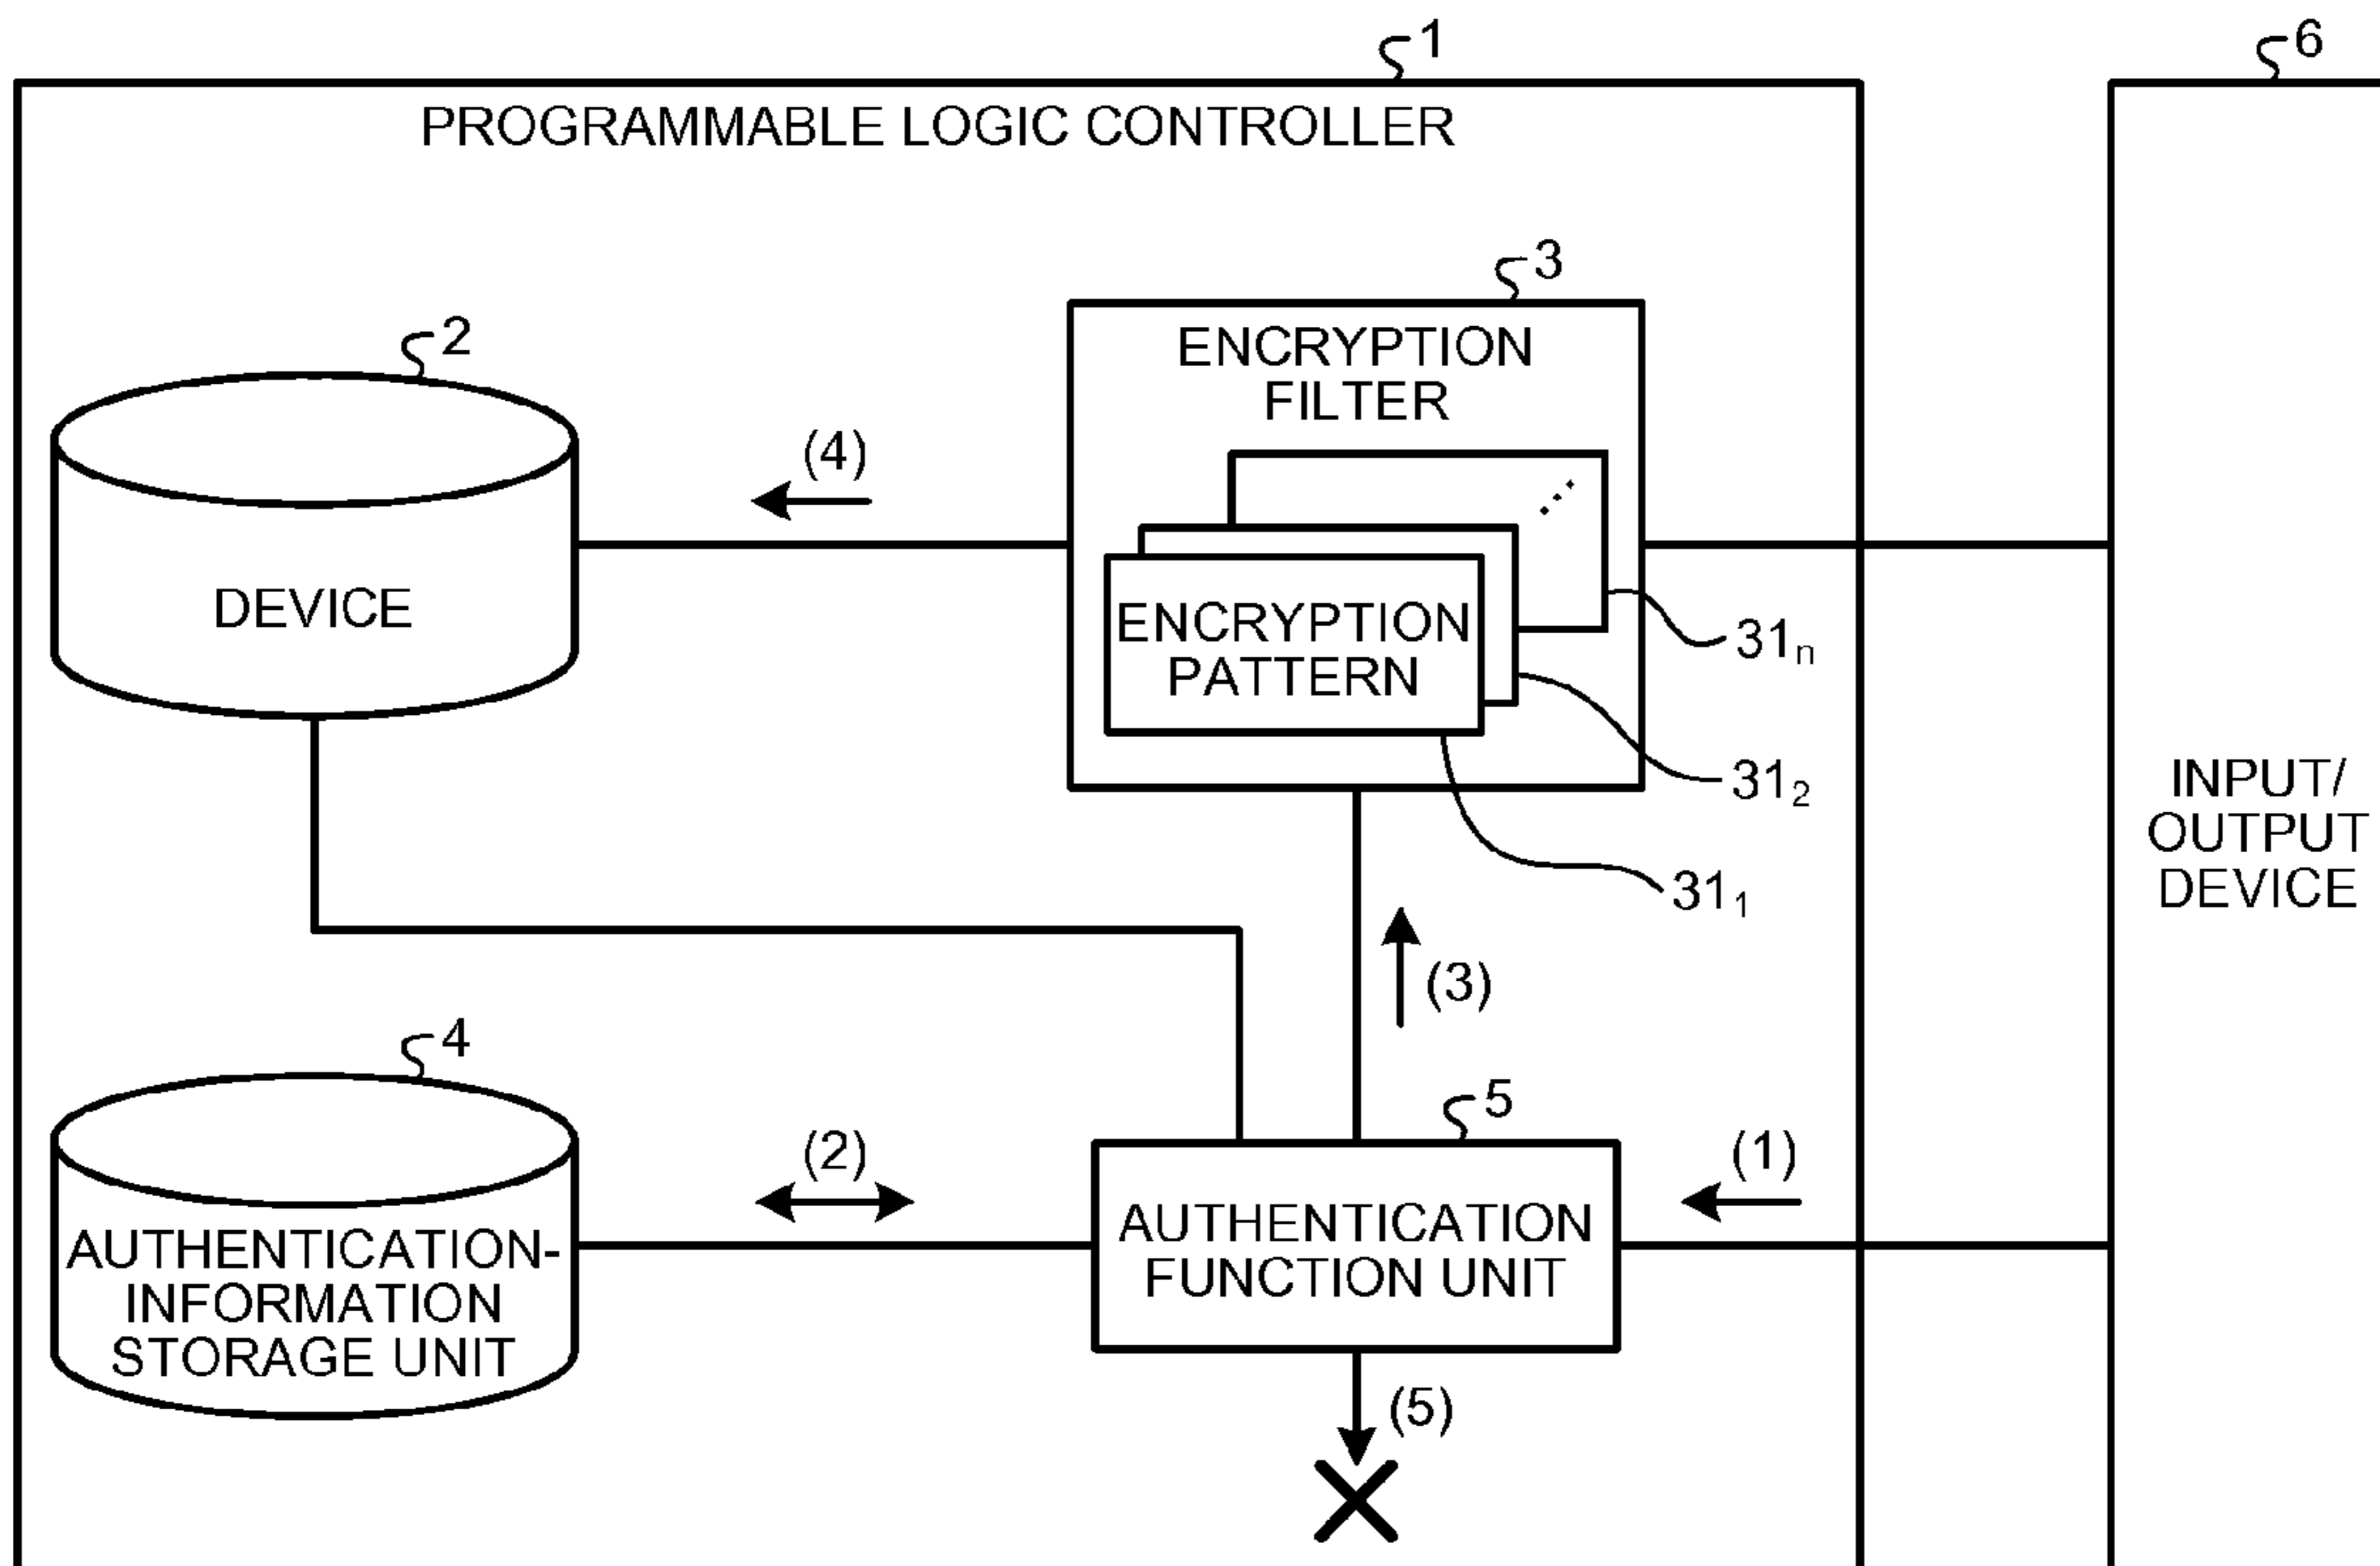 1
6
PROGRAMMABLE LOGIC CONTROLLER
3
2
ENCRYPTION
FILTER
(4)
DEVICE
ENCRYPTION
PATTERN
31n
312
311
INPUT/
OUTPUT
DEVICE
(3)
4
5
(2)
(1)
AUTHENTICATION-
INFORMATION
STORAGE UNIT
AUTHENTICATION
FUNCTION UNIT
(5)